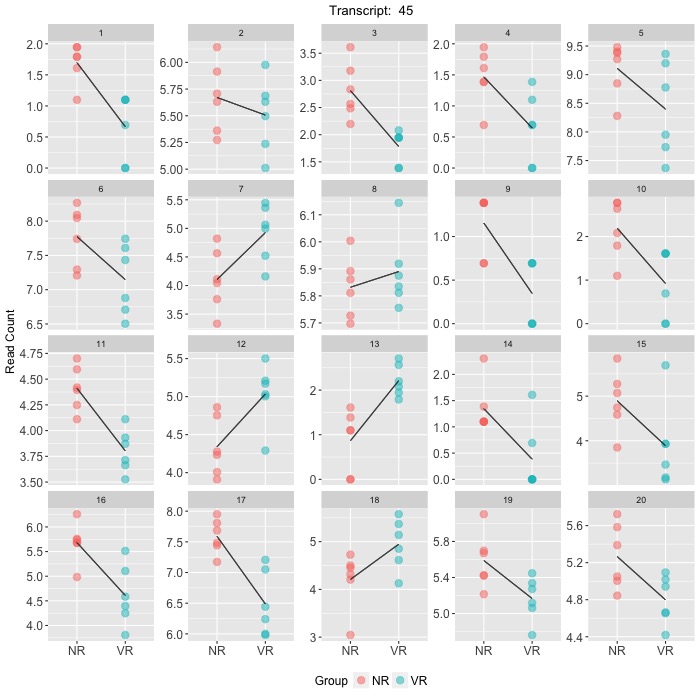 Transcript: 45
1 2 3 4 5
2.0 1.5 1.0 0.5 0.0
6.00 5.75 5.50 5.25 5.00
3.5 3.0 2.5 2.0 1.5
2.0 1.5 1.0 0.5 0.0
9.5 9.0 8.5 8.0 7.5
6 7 8 9 10
8.0 7.5 7.0 6.5
5.5 5.0 4.5 4.0 3.5
6.1 6.0 5.9 5.8 5.7
1.0 0.5 0.0
2 1 0
Read Count
11 12 13 14 15
4.75 4.50 4.25 4.00 3.75 3.50
5.5 5.0 4.5 4.0
2 1 0
2.0 1.5 1.0 0.5 0.0
5 4
16 17 18 19 20
6.0 5.5 5.0 4.5 4.0
8.0 7.5 7.0 6.5 6.0
5 4 3
5.8 5.4 5.0
5.6 5.2 4.8 4.4
NR VR NR VR NR VR NR VR NR VR
Group NR VR